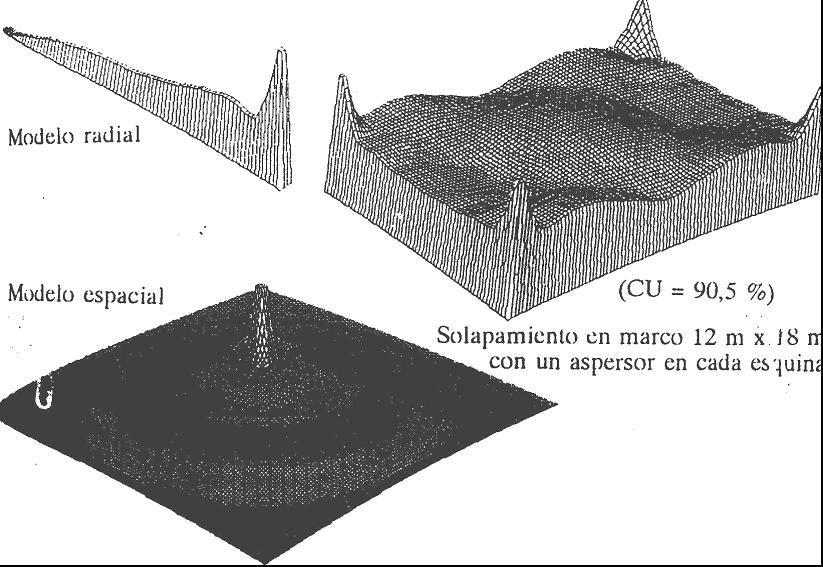 Modelo radial
Modelo espacial
(CU = 90,5 %)
Solapamiento en marco 12 m x 18 m
con un aspersor en cada esquina